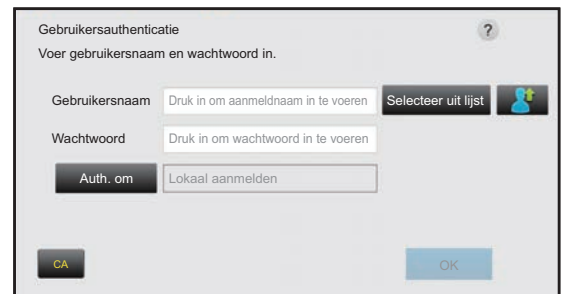 Gebruikersauthenticatie
?
Voer gebruikersnaam en wachtwoord in.
Gebruikersnaam Druk in om aanmeldnaam in te voeren Selecteer uit lijst
Wachtwoord Druk in om wachtwoord in te voeren
Auth. om Lokaal aanmelden
CA OK